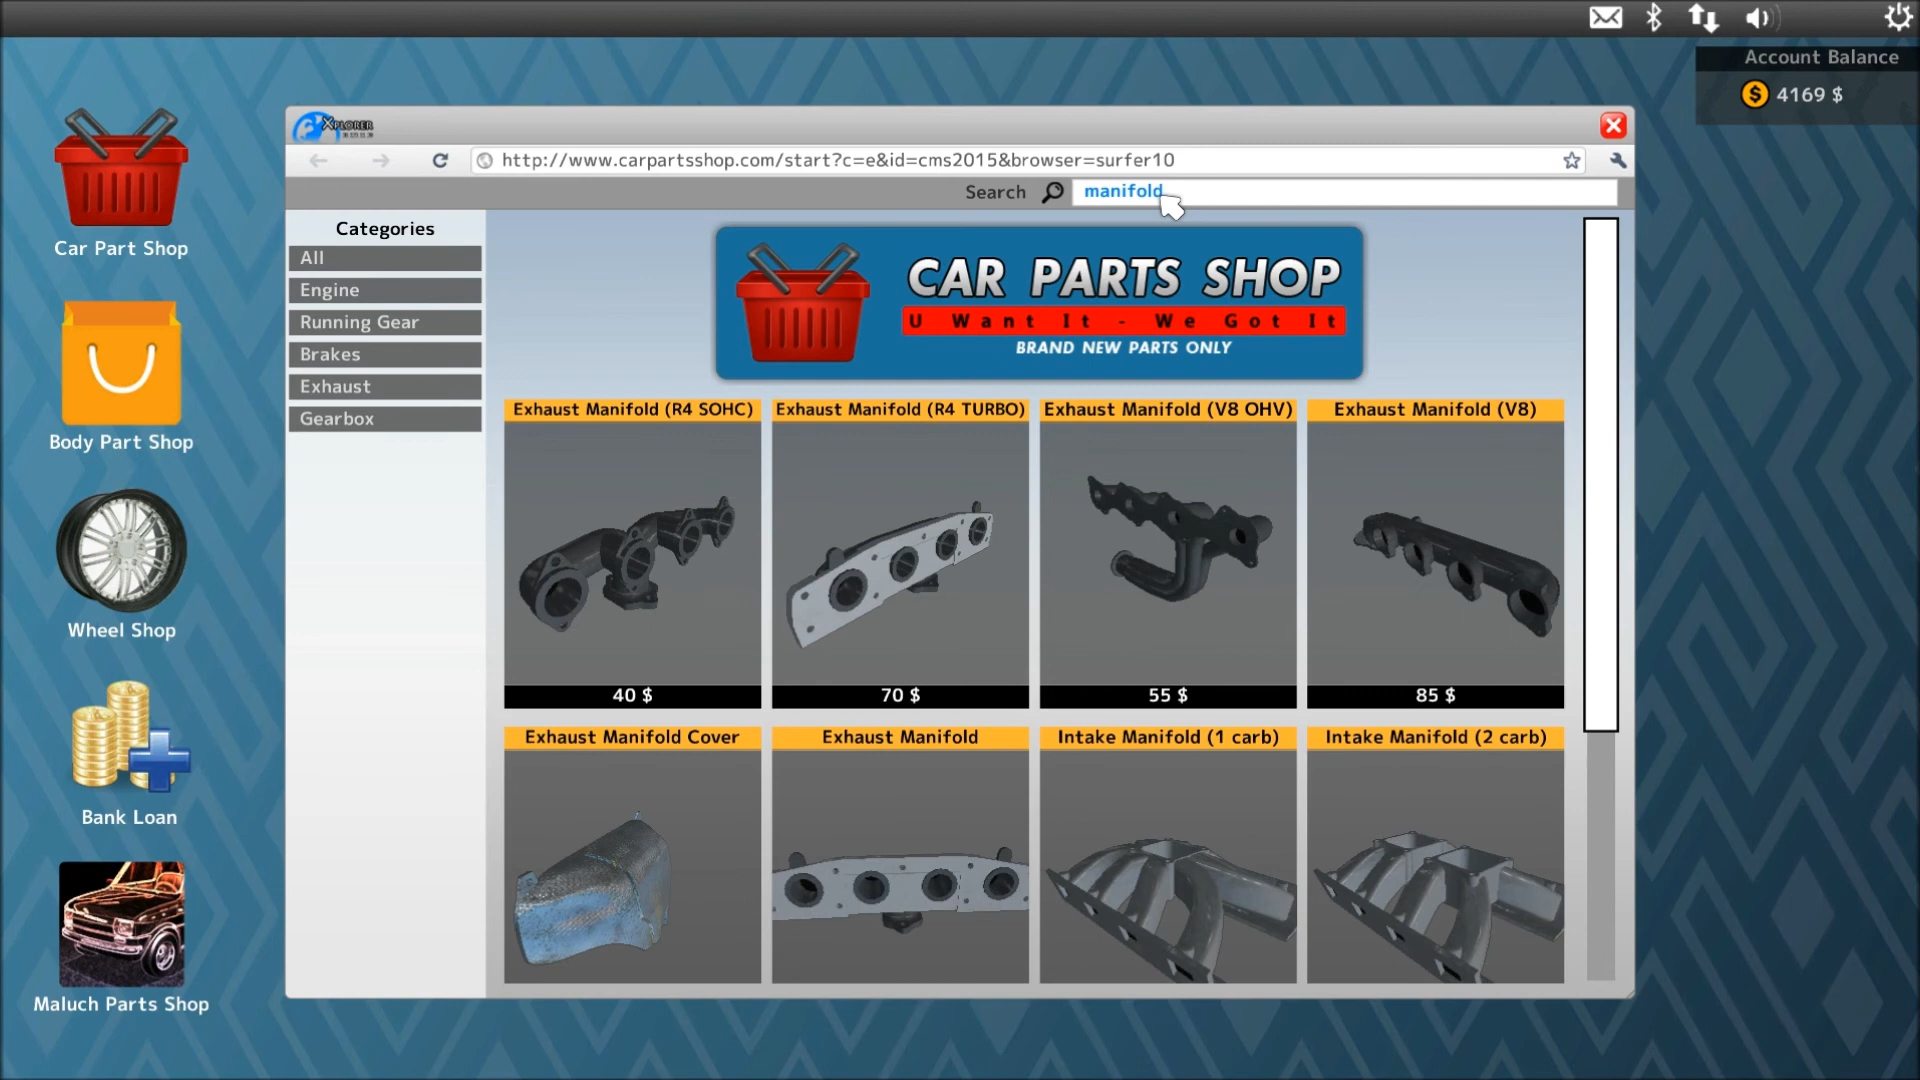 Account Balance
$ 4169 $
Car Part Shop
Body Part Shop
Wheel Shop
Bank Loan
Maluch Parts Shop
XPLORER
http://www.carpartsshop.com/start?c=e&id=cms2015&browser=surfer10
Search manifold
Categories
All
Engine
Running Gear
Brakes
Exhaust
Gearbox
CAR PARTS SHOP
U Want It - We Got It
BRAND NEW PARTS ONLY
Exhaust Manifold (R4 SOHC)
40 $
Exhaust Manifold (R4 TURBO)
70 $
Exhaust Manifold (V8 OHV)
55 $
Exhaust Manifold (V8)
85 $
Exhaust Manifold Cover
Exhaust Manifold
Intake Manifold (1 carb)
Intake Manifold (2 carb)